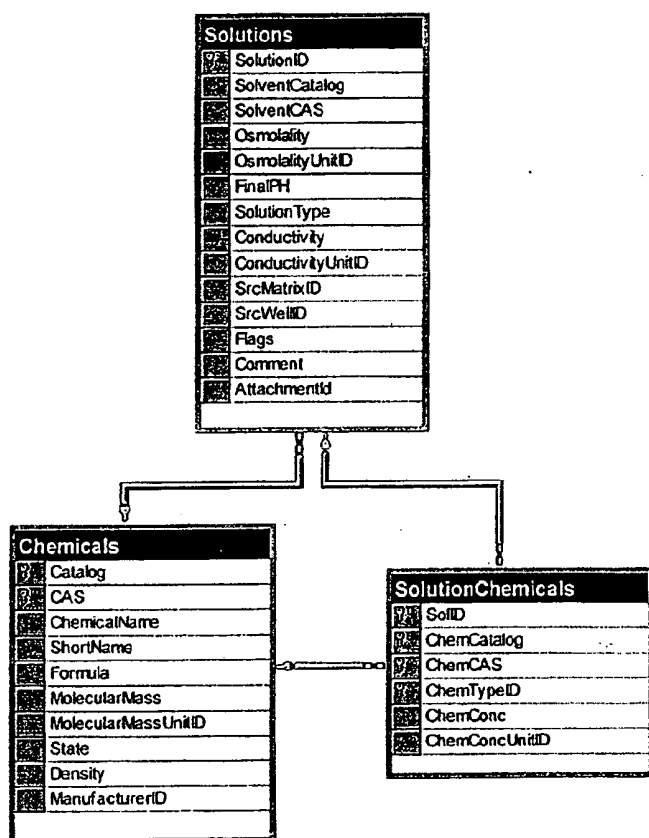 Solutions
SolutionID
SolventCatalog
SolventCAS
Osmolality
OsmolalityUnitID
FinalPH
SolutionType
Conductivity
ConductivityUnitID
SrcMatrixID
SrcWellID
Flags
Comment
AttachmentId
Chemicals
Catalog
CAS
ChemicalName
ShortName
Formula
MolecularMass
MolecularMassUnitID
State
Density
ManufacturerID
SolutionChemicals
SolID
ChemCatalog
ChemCAS
ChemTypeID
ChemConc
ChemConcUnitID